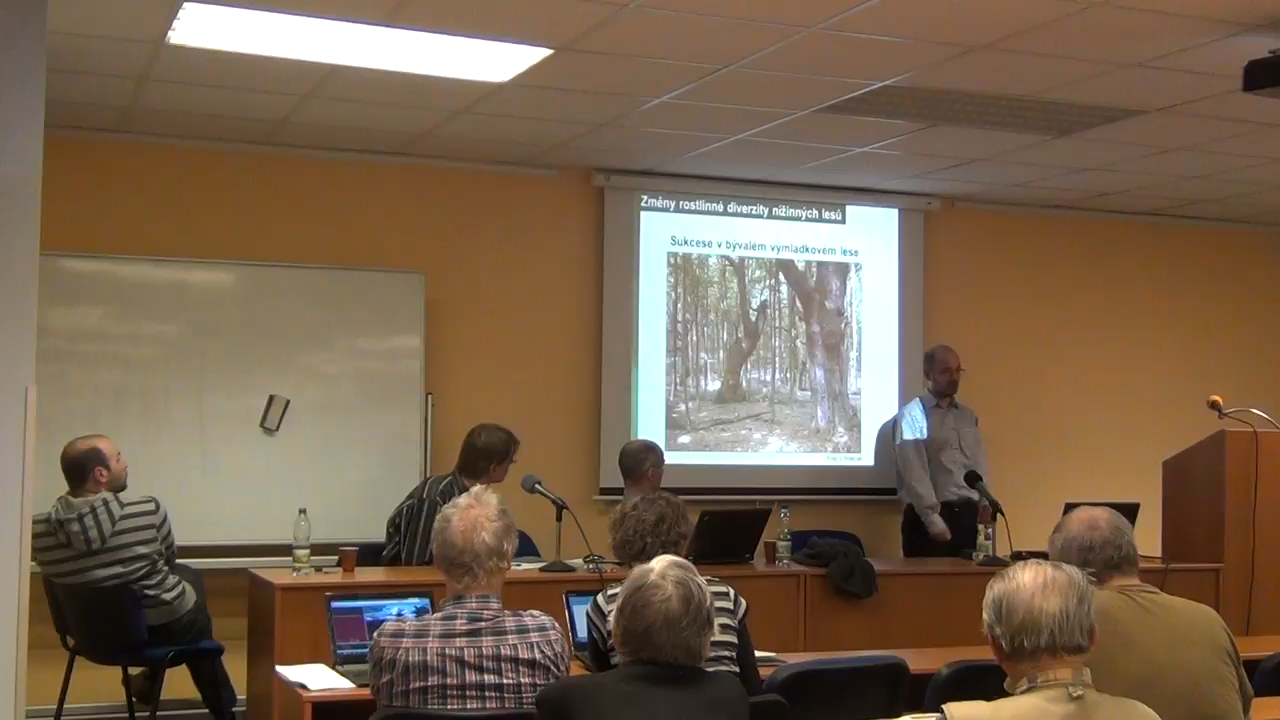 Změny rostlinné diverzity nížinných lesů
Sukcese v bývalém výmladkovém lese